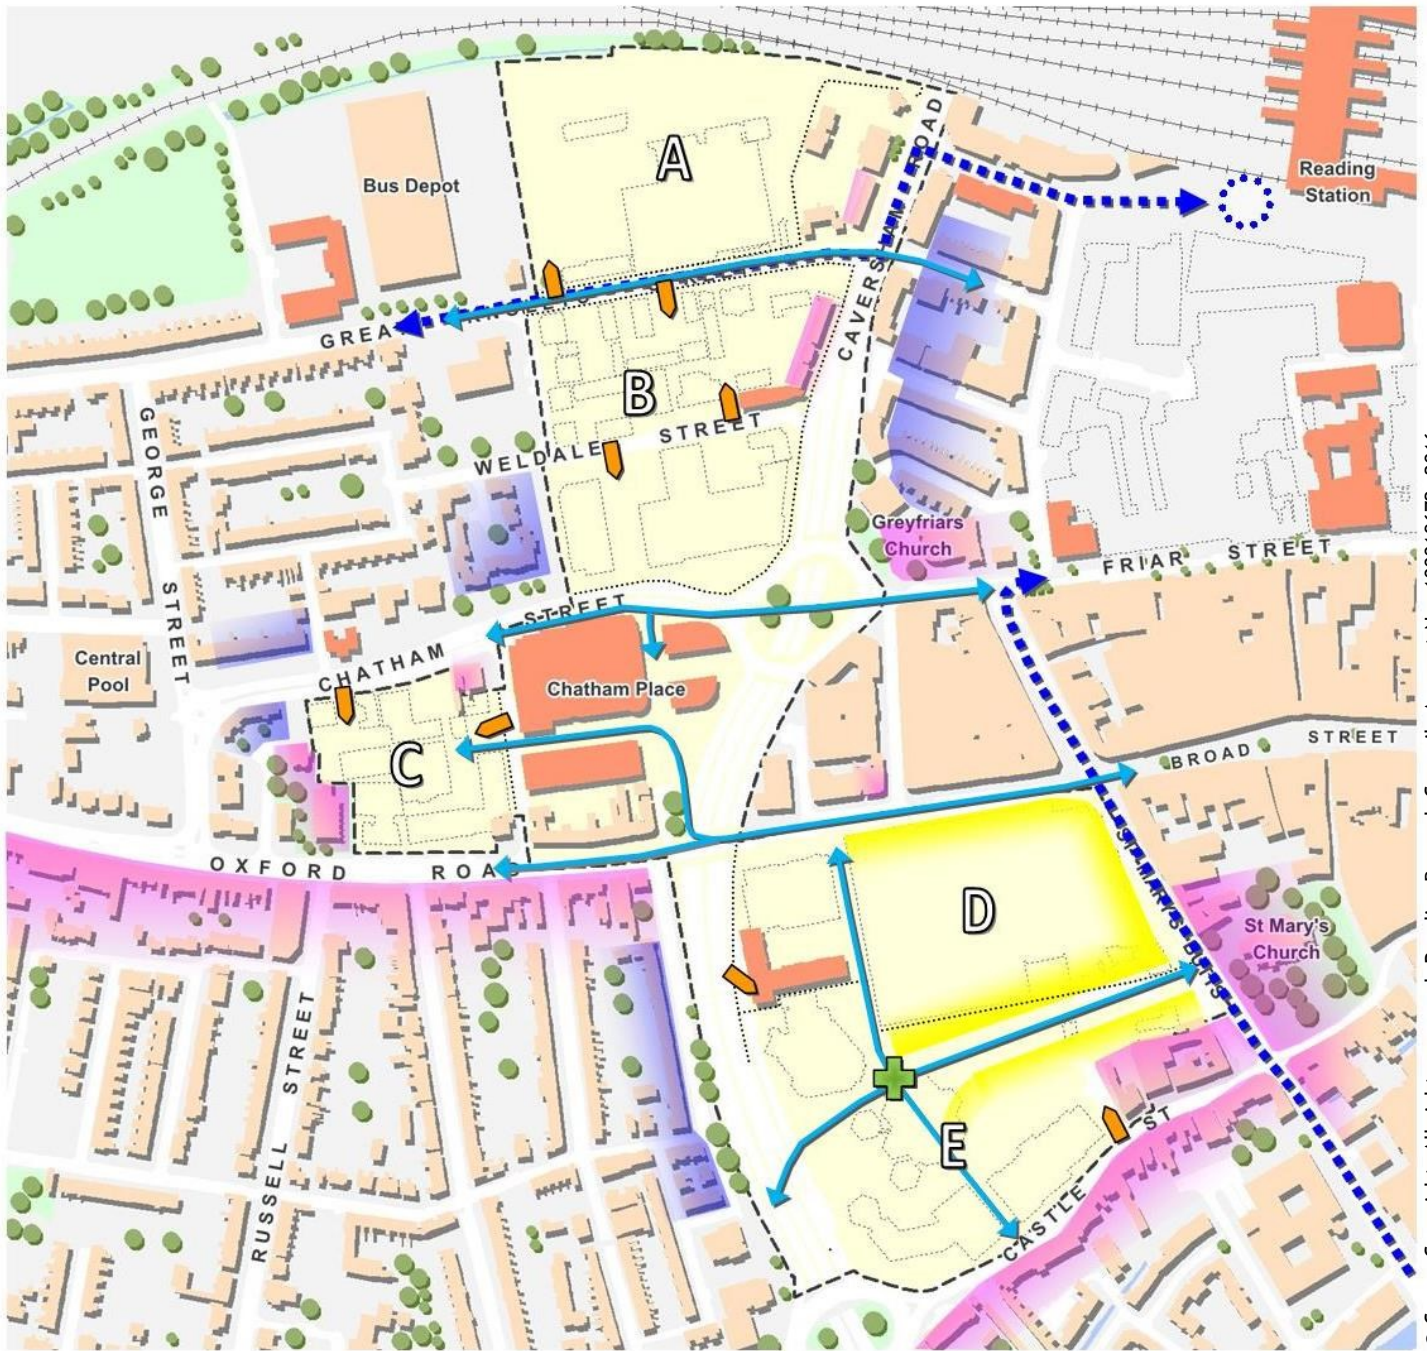 A
ROAD
Reading
Station
Bus Depot
CAVERSHAM
GREA
B
GEORGE
WELDALE STREET
Greyfriars
Church
FRIAR STREET
STREET
STREET
Central
Pool
CHATHAM
Chatham Place
C
BROAD STREET
OXFORD ROA
D
ST MARY'S BUTTS
St Mary's
Church
RUSSELL STREET
E
CASTLE ST